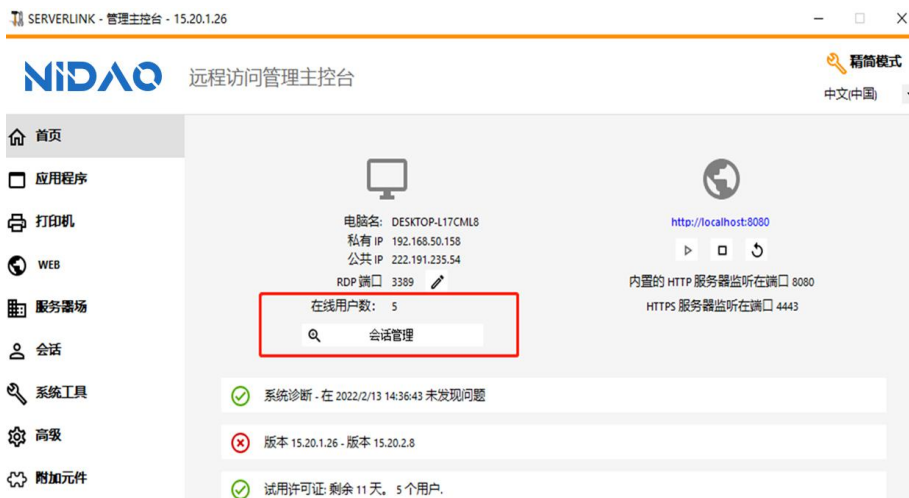 SERVERLINK - 管理主控台 - 15.20.1.26
NIDAO 远程访问管理主控台
精简模式
中文(中国)
首页
应用程序
打印机
WEB
服务器场
会话
系统工具
高级
附加元件
电脑名: DESKTOP-L17CML8
私有 IP 192.168.50.158
公共 IP 222.191.235.54
RDP 端口 3389
在线用户数: 5
会话管理
http://localhost:8080
内置的 HTTP 服务器监听在端口 8080
HTTPS 服务器监听在端口 4443
系统诊断 - 在 2022/2/13 14:36:43 未发现问题
版本 15.20.1.26 - 版本 15.20.2.8
试用许可证: 剩余 11 天。 5 个用户.